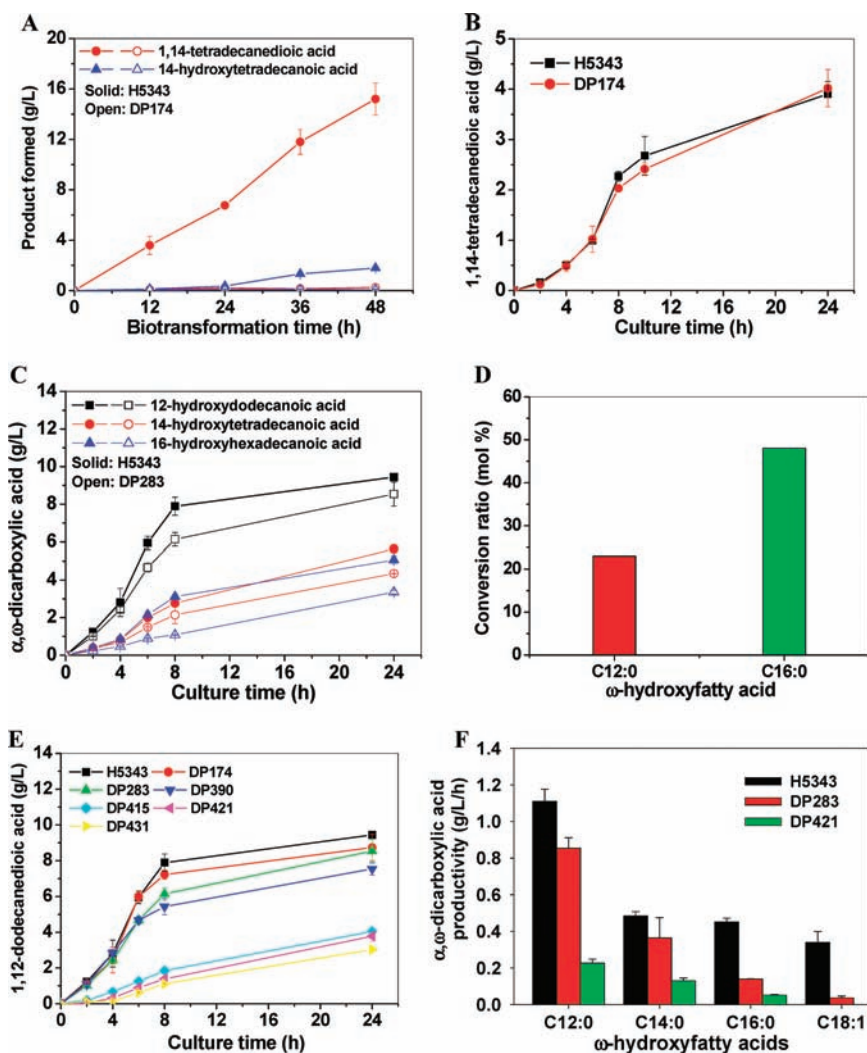 A
1,14-tetradecanedioic acid
14-hydroxytetradecanoic acid
Solid: H5343
Open: DP174
Product formed (g/L)
20
16
12
8
4
0
0 12 24 36 48
Biotransformation time (h)
B
H5343
DP174
1,14-tetradecanedioic acid (g/L)
5
4
3
2
1
0
0 4 8 12 16 20 24
Culture time (h)
C
12-hydroxydodecanoic acid
14-hydroxytetradecanoic acid
16-hydroxyhexadecanoic acid
Solid: H5343
Open: DP283
α,ω-dicarboxylic acid (g/L)
14
12
10
8
6
4
2
0
0 4 8 12 16 20 24
Culture time (h)
D
Conversion ratio (mol %)
60
50
40
30
20
10
0
C12:0 C16:0
ω-hydroxyfatty acid
E
H5343 DP174
DP283 DP390
DP415 DP421
DP431
1,12-dodecanedioic acid (g/L)
14
12
10
8
6
4
2
0
0 4 8 12 16 20 24
Culture time (h)
F
H5343
DP283
DP421
α,ω-dicarboxylic acid
productivity (g/L/h)
1.4
1.2
1.0
0.8
0.6
0.4
0.2
0.0
C12:0 C14:0 C16:0 C18:1
ω-hydroxyfatty acids